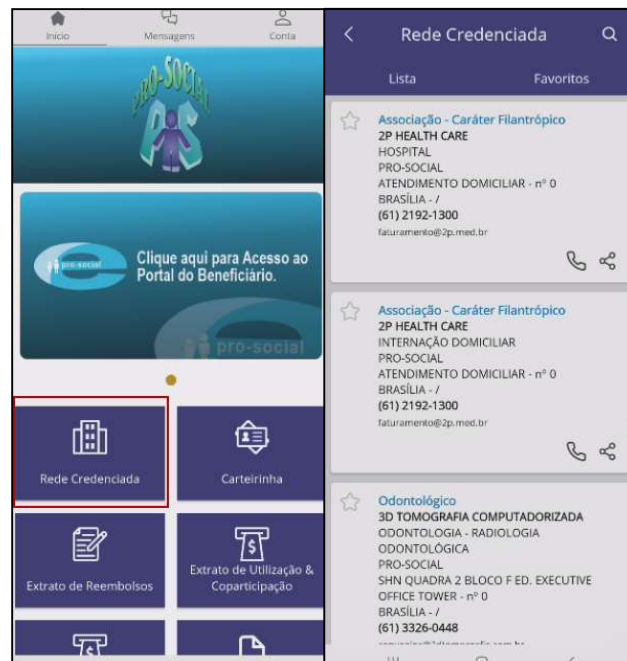 Início
Mensagens
Conta
PRO-SOCIAL
PS
Clique aqui para Acesso ao
Portal do Beneficiário.
pro-social
pro-social
Rede Credenciada
Carteirinha
Extrato de Reembolsos
Extrato de Utilização &
Coparticipação
Rede Credenciada
Lista
Favoritos
Associação - Caráter Filantrópico
2P HEALTH CARE
HOSPITAL
PRO-SOCIAL
ATENDIMENTO DOMICILIAR - nº 0
BRASÍLIA - /
(61) 2192-1300
faturamento@2p.med.br
Associação - Caráter Filantrópico
2P HEALTH CARE
INTERNAÇÃO DOMICILIAR
PRO-SOCIAL
ATENDIMENTO DOMICILIAR - nº 0
BRASÍLIA - /
(61) 2192-1300
faturamento@2p.med.br
Odontológico
3D TOMOGRAFIA COMPUTADORIZADA
ODONTOLOGIA - RADIOLOGIA
ODONTOLÓGICA
PRO-SOCIAL
SHN QUADRA 2 BLOCO F ED. EXECUTIVE
OFFICE TOWER - nº 0
BRASÍLIA - /
(61) 3326-0448